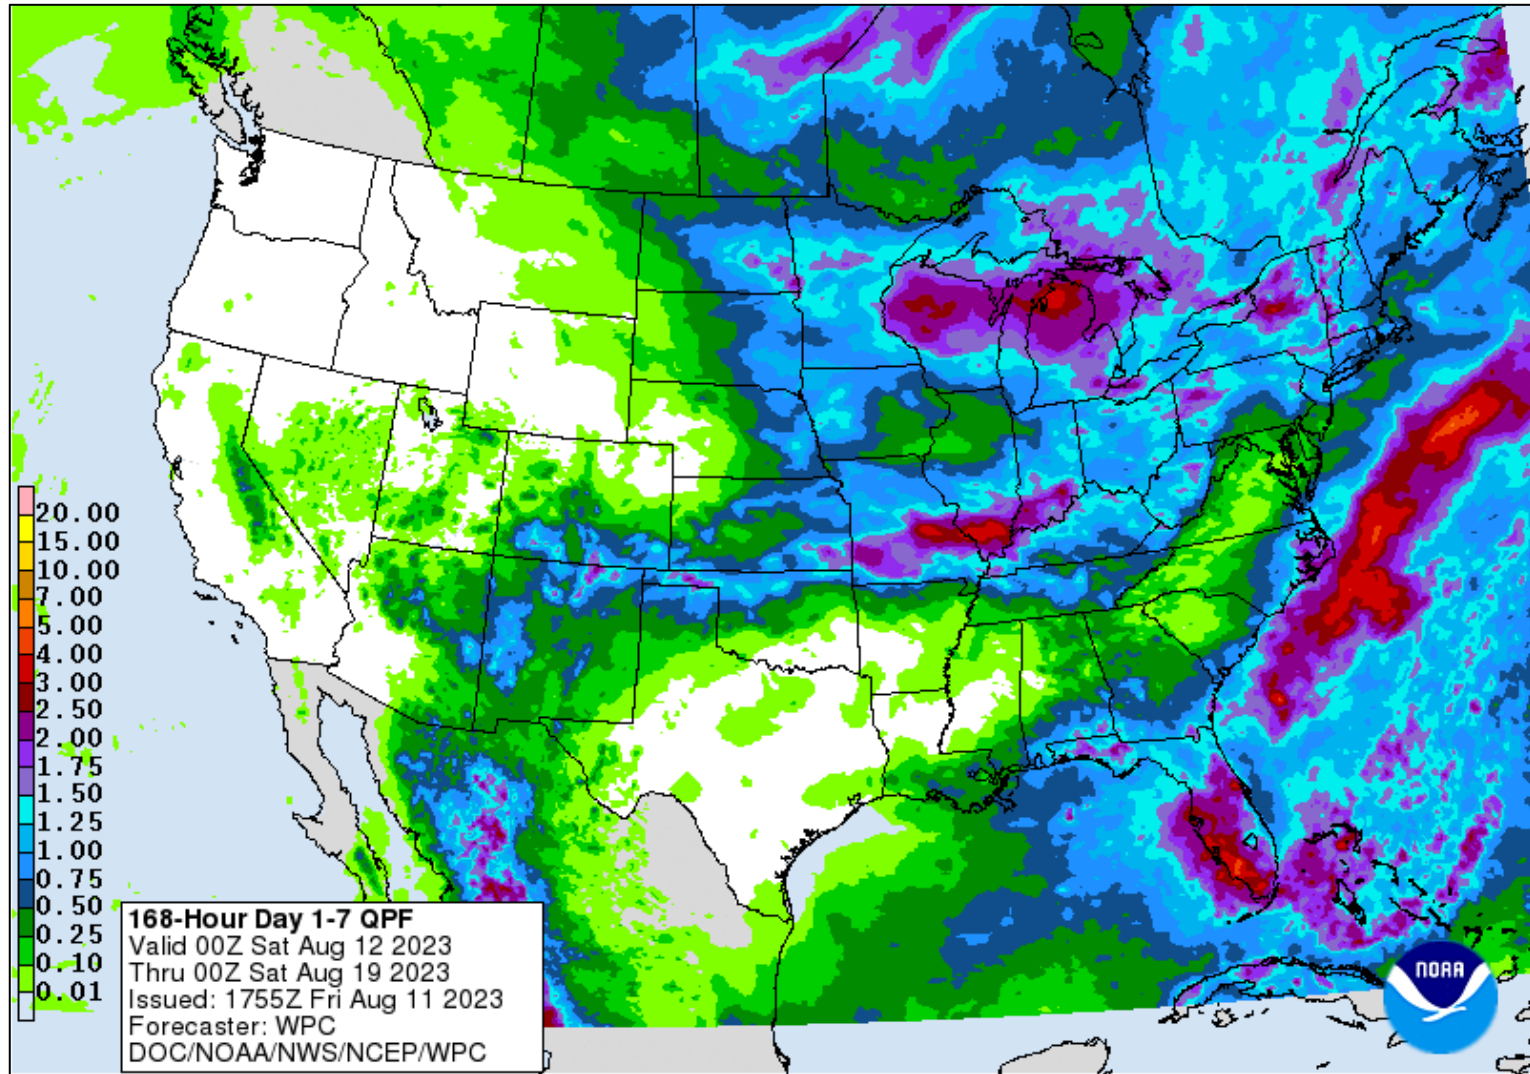 20.00
15.00
10.00
7.00
5.00
4.00
3.00
2.50
2.00
1.75
1.50
1.25
1.00
0.75
0.50
0.25
0.10
0.01
168-Hour Day 1-7 QPF
Valid 00Z Sat Aug 12 2023
Thru 00Z Sat Aug 19 2023
Issued: 1755Z Fri Aug 11 2023
Forecaster: WPC
DOC/NOAA/NWS/NCEP/WPC
NOAA